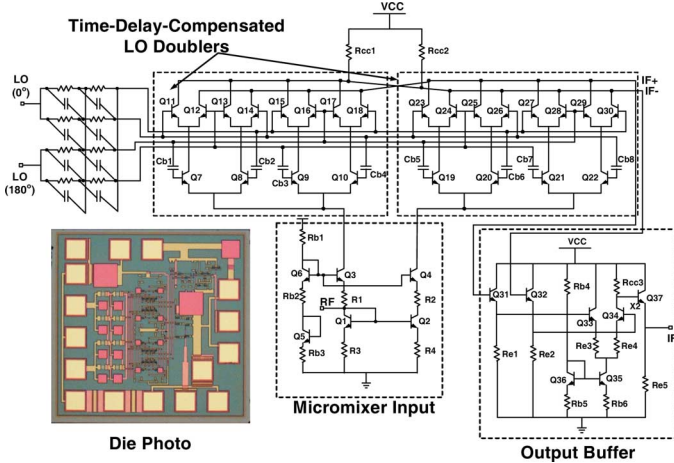 VCC
Time-Delay-Compensated
LO Doublers
Rcc1
Rcc2
LO
(0°)
IF+
IF-
Q11
Q12
Q13
Q14
Q15
Q16
Q17
Q18
Q23
Q24
Q25
Q26
Q27
Q28
Q29
Q30
LO
(180°)
Cb1
Cb2
Cb3
Cb4
Cb5
Cb6
Cb7
Cb8
Q7
Q8
Q9
Q10
Q19
Q20
Q21
Q22
Rb1
Q6
Q3
Q4
Rb2
RF
R1
R2
Q5
Q1
Q2
Rb3
R3
R4
Micromixer Input
VCC
Q31
Q32
Rb4
Rcc3
Q37
Q33
Q34
X2
IF
Re1
Re2
Re3
Re4
Q36
Q35
Re5
Rb5
Rb6
Output Buffer
Die Photo